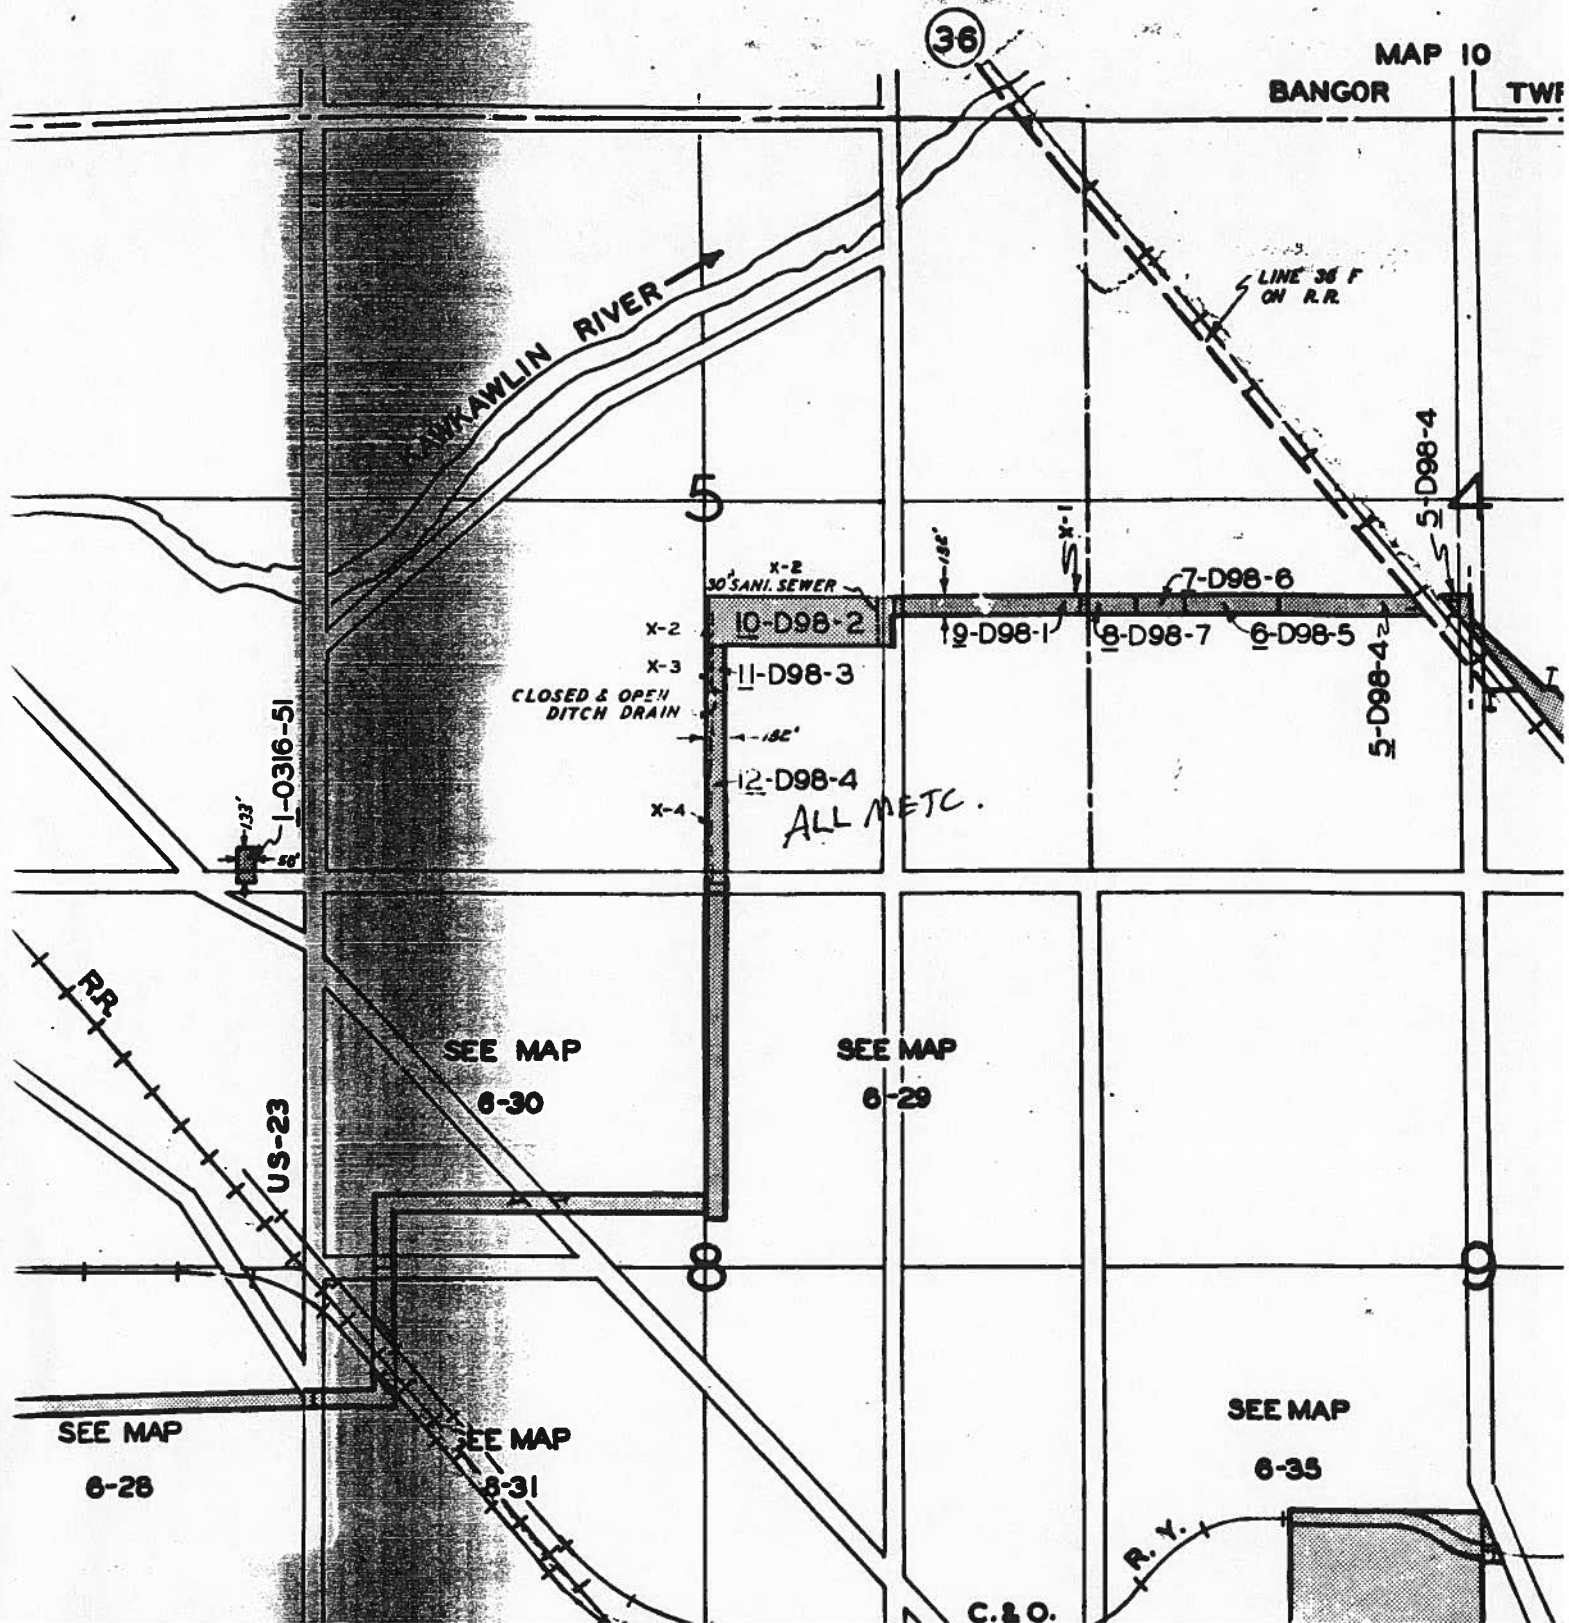 36
MAP 10
BANGOR
LINE 36 F
ON R.R.
KAWKAWLIN RIVER
5
4
5-D98-4
X-1
132'
X-2
30' SANI. SEWER
7-D98-6
10-D98-2
9-D98-1
8-D98-7
6-D98-5
5-D98-4
X-2
X-3
11-D98-3
CLOSED & OPEN
DITCH DRAIN
132'
12-D98-4
X-4
ALL METC.
1-0316-51
133'
50'
R.R.
US-23
SEE MAP
6-30
SEE MAP
6-29
8
9
SEE MAP
6-28
SEE MAP
6-31
SEE MAP
6-35
R. Y.
C. & O.